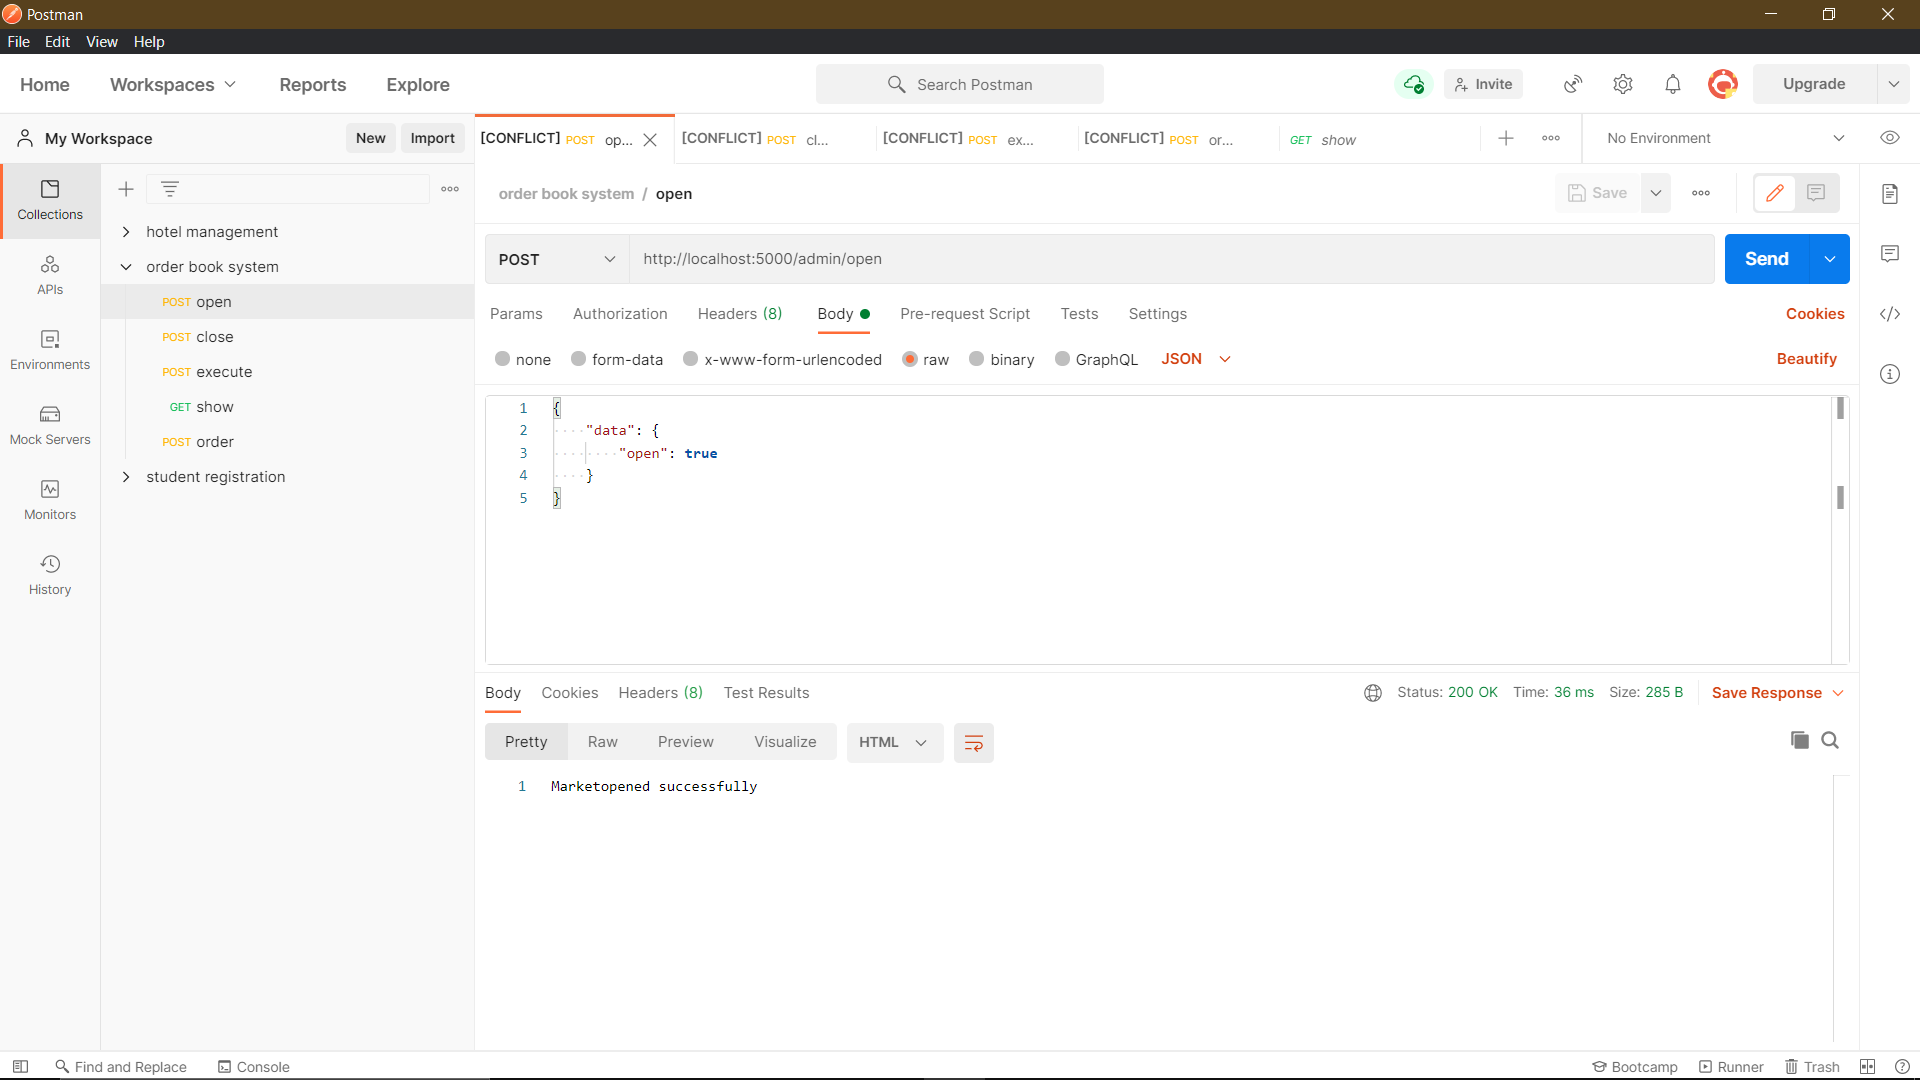 Postman
File Edit View Help
Home Workspaces Reports Explore Search Postman Invite Upgrade
My Workspace New Import [CONFLICT] POST op... [CONFLICT] POST cl... [CONFLICT] POST ex... [CONFLICT] POST or... GET show No Environment
Collections
APIs
Environments
Mock Servers
Monitors
History
hotel management
order book system
POST open
POST close
POST execute
GET show
POST order
student registration
order book system / open Save
POST http://localhost:5000/admin/open Send
Params Authorization Headers (8) Body Pre-request Script Tests Settings Cookies
none form-data x-www-form-urlencoded raw binary GraphQL JSON Beautify
1 {
2 "data": {
3 "open": true
4 }
5 }
Body Cookies Headers (8) Test Results Status: 200 OK Time: 36 ms Size: 285 B Save Response
Pretty Raw Preview Visualize HTML
1 Marketopened successfully
Find and Replace Console Bootcamp Runner Trash